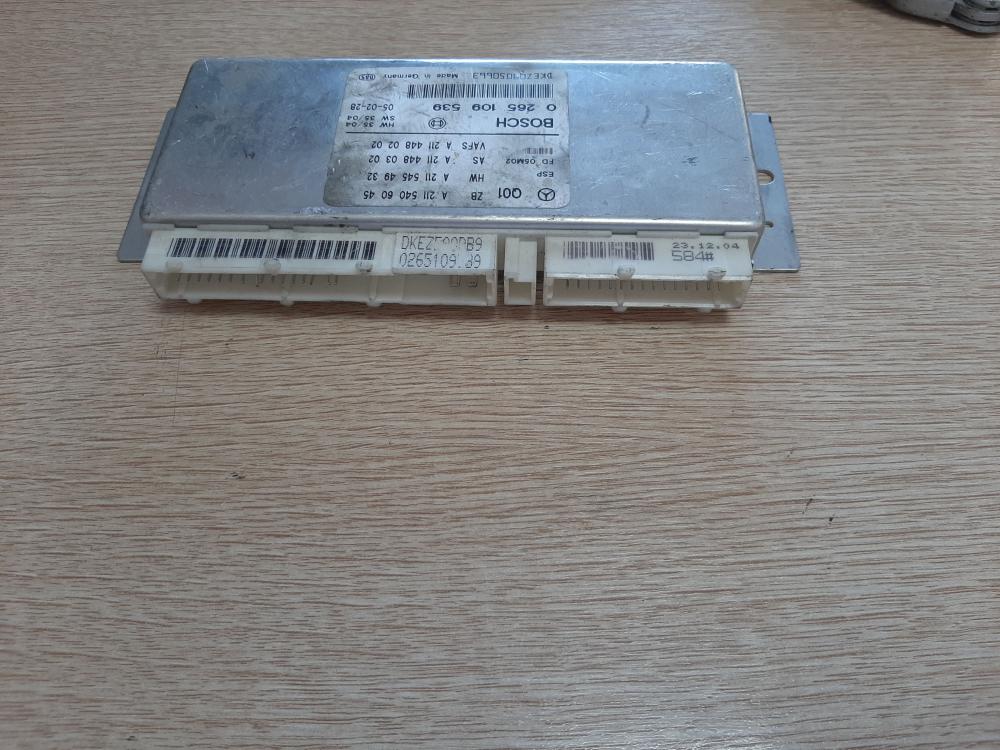 Q01 ZB A 211 540 60 45
ESP HW A 211 545 49 32
FD 05M02 AS A 211 448 03 02
VAFS A 211 448 02 02
BOSCH HW 35/04
SW 35/04
0 265 109 539 05-02-28
Made in Germany
23.12.04
584#